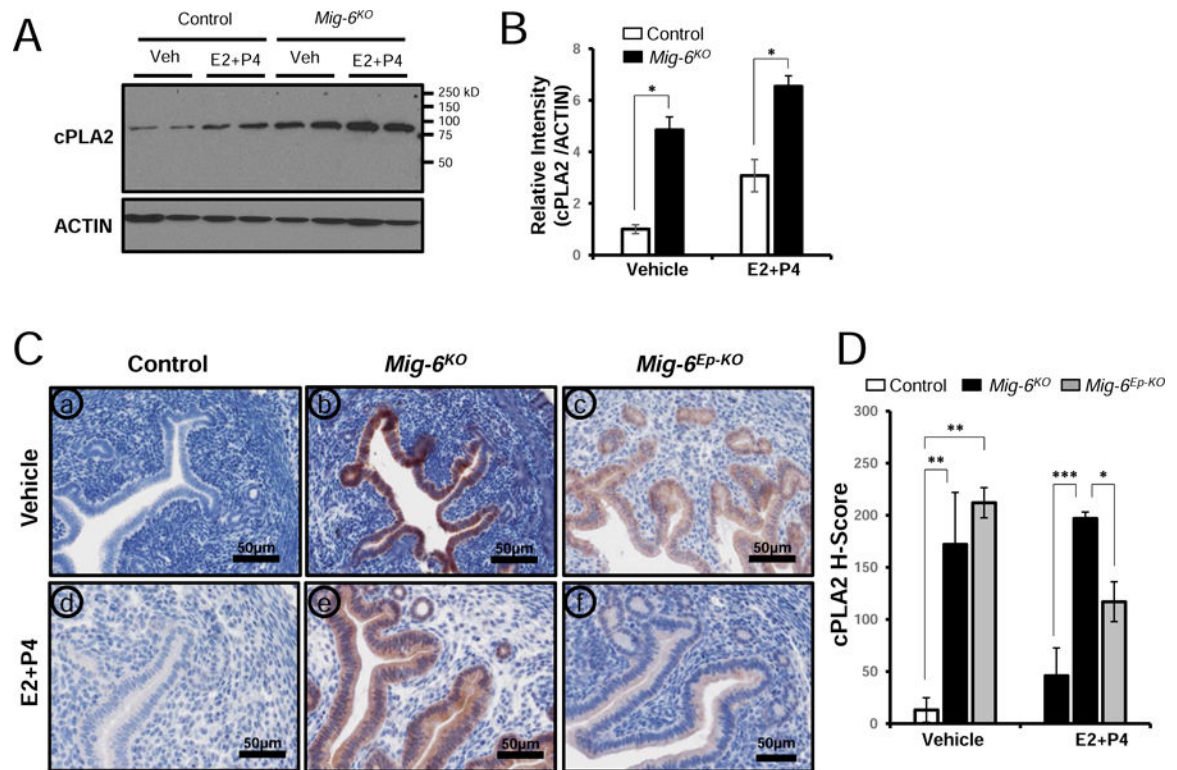 A
Control Mig-6KO
Veh E2+P4 Veh E2+P4
cPLA2
250 kD
150
100
75
50
ACTIN
B
Control
Mig-6KO
Relative Intensity
(cPLA2 /ACTIN)
8
6
4
2
0
* *
Vehicle E2+P4
C
Control Mig-6KO Mig-6Ep-KO
Vehicle
a b c
50µm 50µm 50µm
E2+P4
d e f
50µm 50µm 50µm
D
Control Mig-6KO Mig-6Ep-KO
cPLA2 H-Score
300
250
200
150
100
50
0
**
** *** *
Vehicle E2+P4